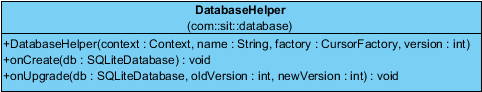 DatabaseHelper
(com::sit::database)
+DatabaseHelper(context : Context, name : String, factory : CursorFactory, version : int)
+onCreate(db : SQLiteDatabase) : void
+onUpgrade(db : SQLiteDatabase, oldVersion : int, newVersion : int) : void